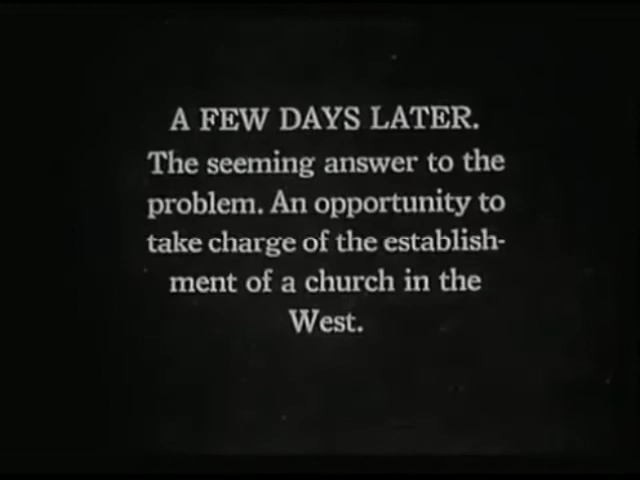 A FEW DAYS LATER.
The seeming answer to the
problem. An opportunity to
take charge of the establish-
ment of a church in the
West.